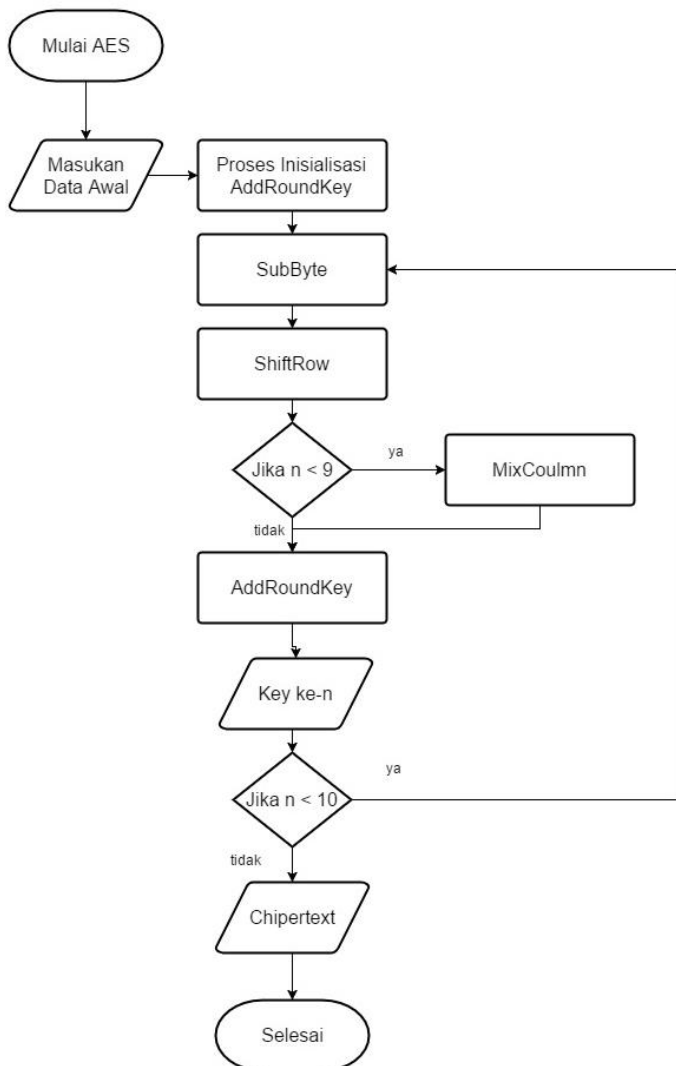 Mulai AES
Masukan
Data Awal
Proses Inisialisasi
AddRoundKey
SubByte
ShiftRow
Jika n < 9
ya
MixCoulmn
tidak
AddRoundKey
Key ke-n
Jika n < 10
ya
tidak
Chipertext
Selesai